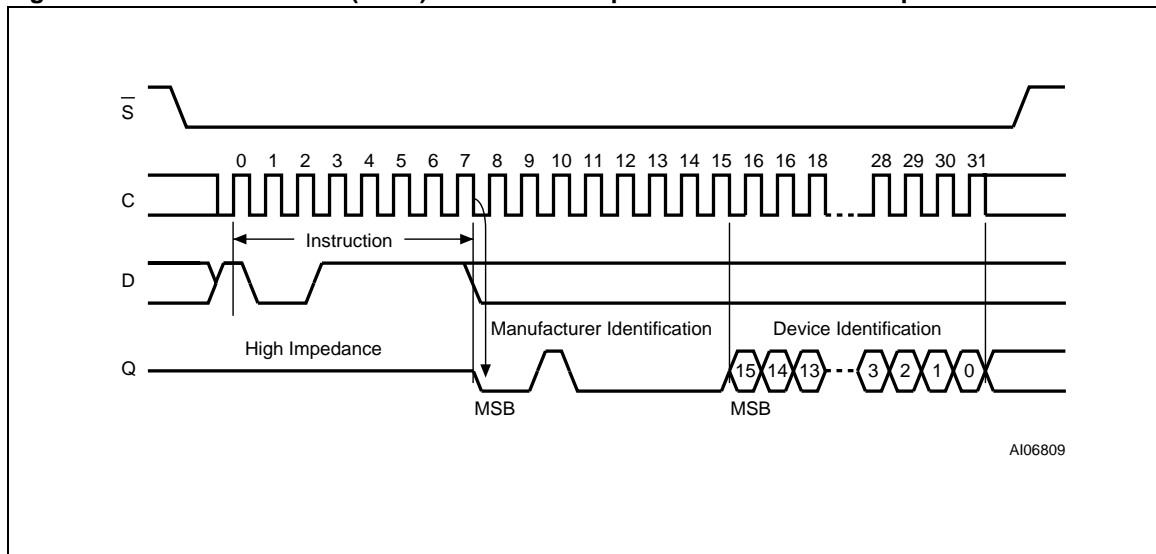 S
0 1 2 3 4 5 6 7 8 9 10 11 12 13 14 15 16 16 18 28 29 30 31
C
Instruction
D
Manufacturer Identification Device Identification
High Impedance
Q
15 14 13 3 2 1 0
MSB MSB
AI06809